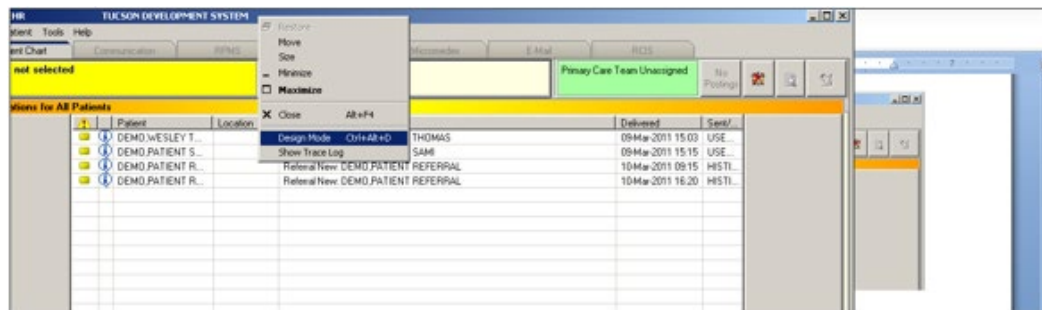 HR TUCSON DEVELOPMENT SYSTEM
atient Tools Help
ent Chart Communication RPMS Micromedex E-Mail RCIS
not selected Primary Care Team Unassigned No Postings
Restore
Move
Size
Minimize
Maximize
Close Alt+F4
Design Mode Ctrl+Alt+D
Show Trace Log
ations for All Patients
Patient Location Delivered Sent/...
DEMO,WESLEY T... THOMAS 09-Mar-2011 15:03 USE...
DEMO,PATIENT S... SAMI 09-Mar-2011 15:15 USE...
DEMO,PATIENT R... Referral New: DEMO,PATIENT REFERRAL 10-Mar-2011 09:15 HISTI...
DEMO,PATIENT R... Referral New: DEMO,PATIENT REFERRAL 10-Mar-2011 16:20 HISTI...